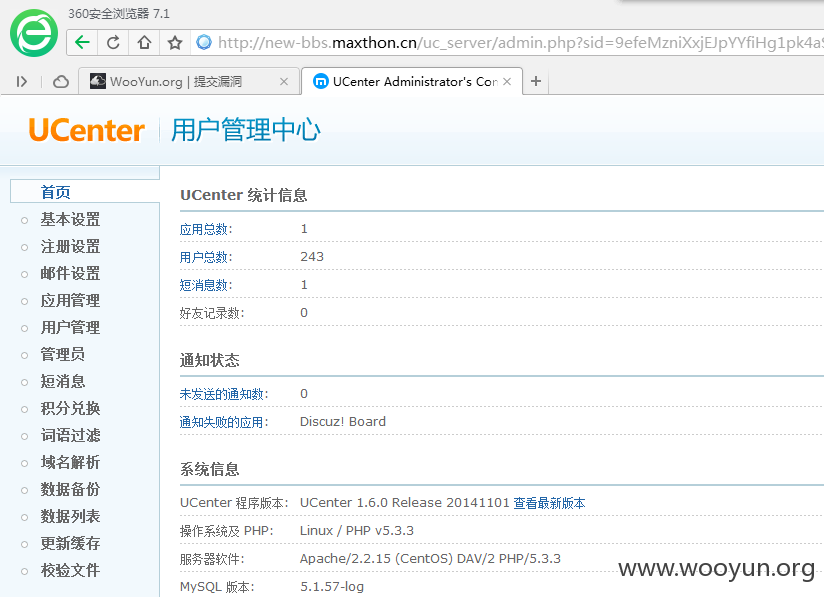 360安全浏览器 7.1
http://new-bbs.maxthon.cn/uc_server/admin.php?sid=9efeMzniXxjEJpYYfiHg1pk4a
WooYun.org | 提交漏洞
UCenter Administrator's Con
UCenter 用户管理中心
首页
基本设置
注册设置
邮件设置
应用管理
用户管理
管理员
短消息
积分兑换
词语过滤
域名解析
数据备份
数据列表
更新缓存
校验文件
UCenter 统计信息
应用总数: 1
用户总数: 243
短消息数: 1
好友记录数: 0
通知状态
未发送的通知数: 0
通知失败的应用: Discuz! Board
系统信息
UCenter 程序版本: UCenter 1.6.0 Release 20141101 查看最新版本
操作系统及 PHP: Linux / PHP v5.3.3
服务器软件: Apache/2.2.15 (CentOS) DAV/2 PHP/5.3.3
MySQL 版本: 5.1.57-log
www.wooyun.org